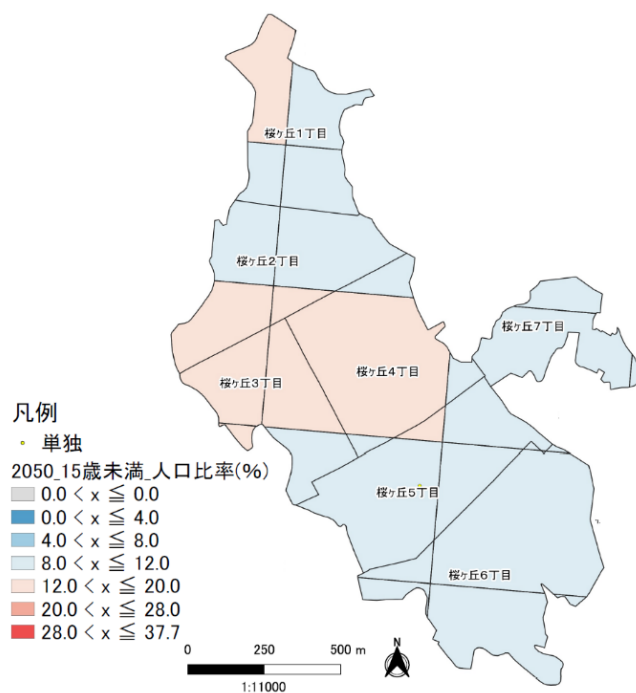 桜ヶ丘1丁目
桜ヶ丘2丁目
桜ヶ丘7丁目
桜ヶ丘3丁目
桜ヶ丘4丁目
桜ヶ丘5丁目
桜ヶ丘6丁目
凡例
単独
2050_15歳未満_人口比率(%)
0.0 < x ≦ 0.0
0.0 < x ≦ 4.0
4.0 < x ≦ 8.0
8.0 < x ≦ 12.0
12.0 < x ≦ 20.0
20.0 < x ≦ 28.0
28.0 < x ≦ 37.7
0 250 500 m
1:11000
N